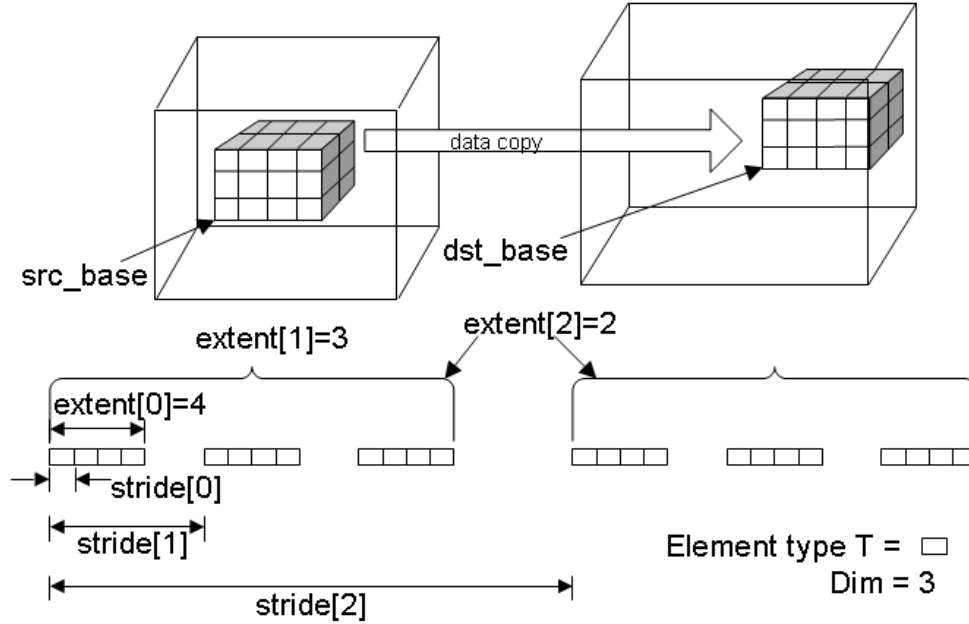 data copy
src_base
dst_base
extent[1]=3
extent[2]=2
extent[0]=4
stride[0]
stride[1]
stride[2]
Element type T =
Dim = 3